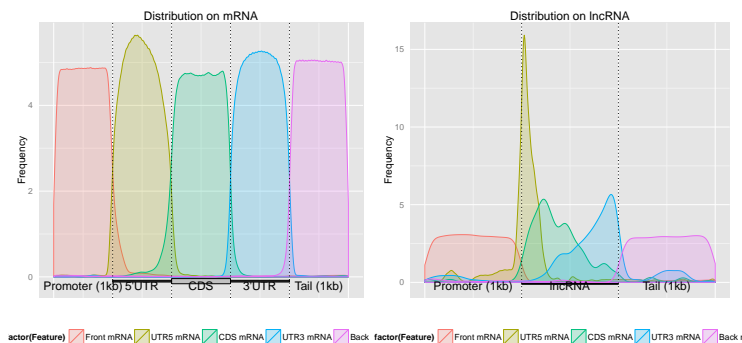 Distribution on mRNA
Frequency
4
2
0
Promoter (1kb) 5'UTR CDS 3'UTR Tail (1kb)
actor(Feature) Front mRNA UTR5 mRNA CDS mRNA UTR3 mRNA Back
Distribution on lncRNA
Frequency
15
10
5
0
Promoter (1kb) lncRNA Tail (1kb)
factor(Feature) Front mRNA UTR5 mRNA CDS mRNA UTR3 mRNA Back m